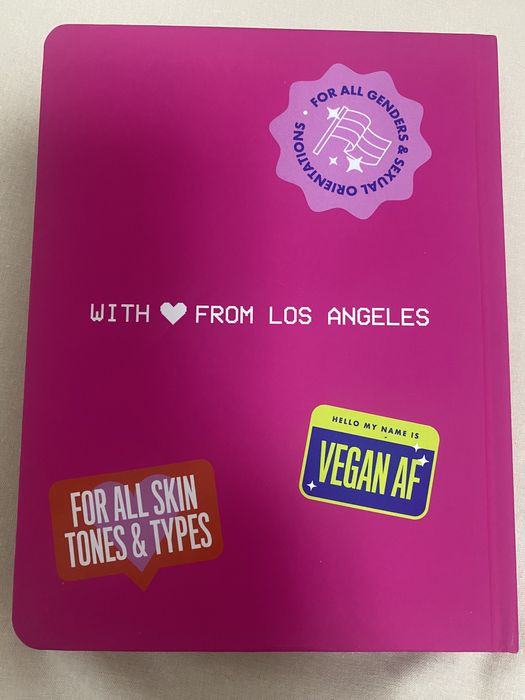 FOR ALL GENDERS & SEXUAL ORIENTATIONS
WITH FROM LOS ANGELES
HELLO MY NAME IS
VEGAN AF
FOR ALL SKIN
TONES & TYPES